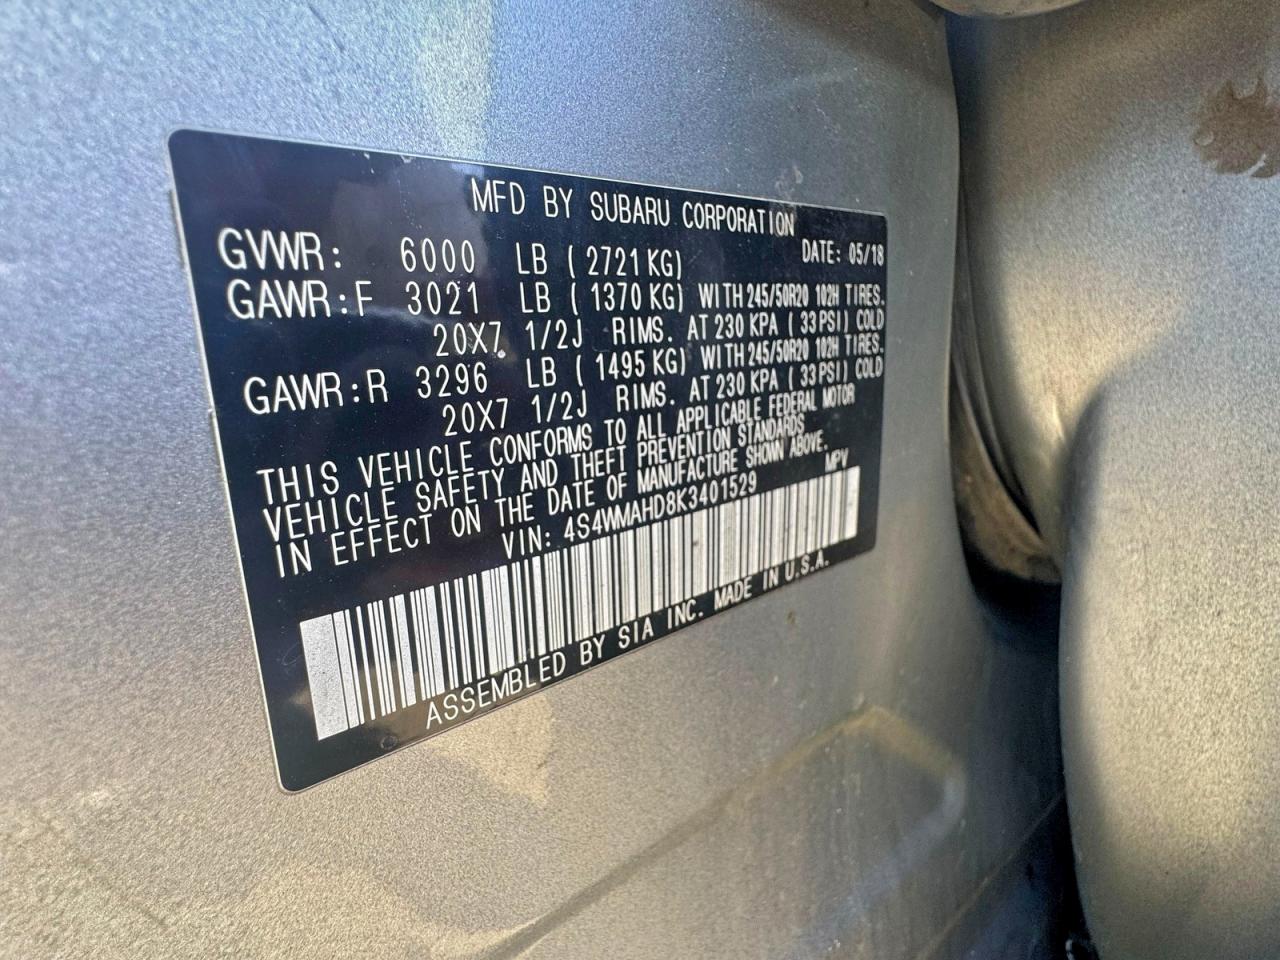 MFD BY SUBARU CORPORATION
DATE: 05/18
GVWR: 6000 LB (2721 KG)
GAWR:F 3021 LB (1370 KG) WITH 245/50R20 102H TIRES.
20X7 1/2J RIMS. AT 230 KPA (33 PSI) COLD
GAWR:R 3296 LB (1495 KG) WITH 245/50R20 102H TIRES.
20X7 1/2J RIMS. AT 230 KPA (33 PSI) COLD
THIS VEHICLE CONFORMS TO ALL APPLICABLE FEDERAL MOTOR
VEHICLE SAFETY AND THEFT PREVENTION STANDARDS
IN EFFECT ON THE DATE OF MANUFACTURE SHOWN ABOVE.
VIN: 4S4WMAHD8K3401529 MPV
ASSEMBLED BY SIA INC. MADE IN U.S.A.